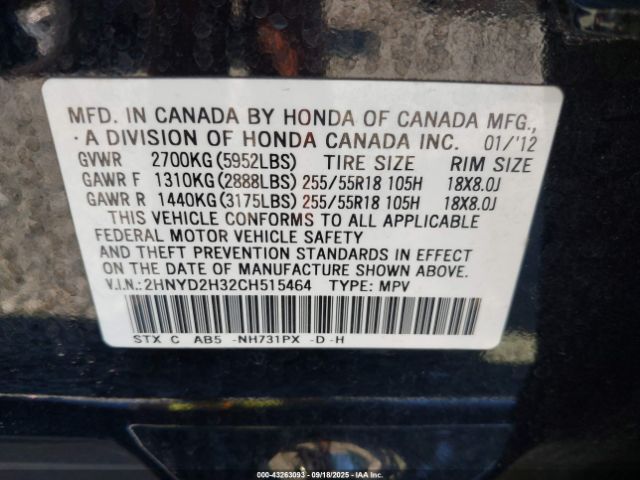 MFD. IN CANADA BY HONDA OF CANADA MFG.,
A DIVISION OF HONDA CANADA INC. 01/'12
GVWR 2700KG(5952LBS) TIRE SIZE RIM SIZE
GAWR F 1310KG(2888LBS) 255/55R18 105H 18X8.0J
GAWR R 1440KG(3175LBS) 255/55R18 105H 18X8.0J
THIS VEHICLE CONFORMS TO ALL APPLICABLE
FEDERAL MOTOR VEHICLE SAFETY
AND THEFT PREVENTION STANDARDS IN EFFECT
ON THE DATE OF MANUFACTURE SHOWN ABOVE.
V.I.N.:2HNYD2H32CH515464 TYPE: MPV
STX C AB5 -NH731PX -D-H
000-43263093 - 09/18/2025 - IAA Inc.